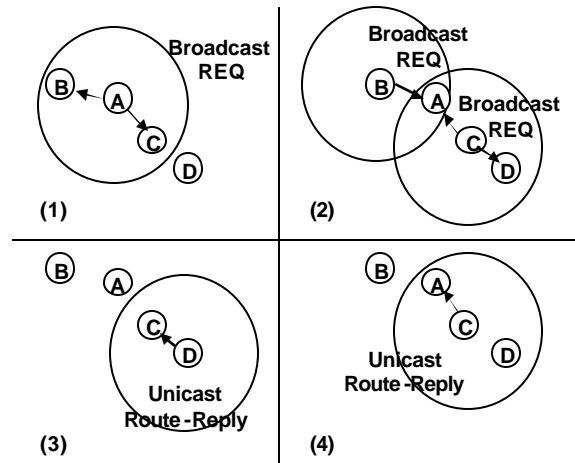 Broadcast
REQ
B
A
C
D
(1)
Broadcast
REQ
B
A
Broadcast
REQ
C
D
(2)
B
A
C
D
Unicast
Route-Reply
(3)
B
A
C
D
Unicast
Route-Reply
(4)